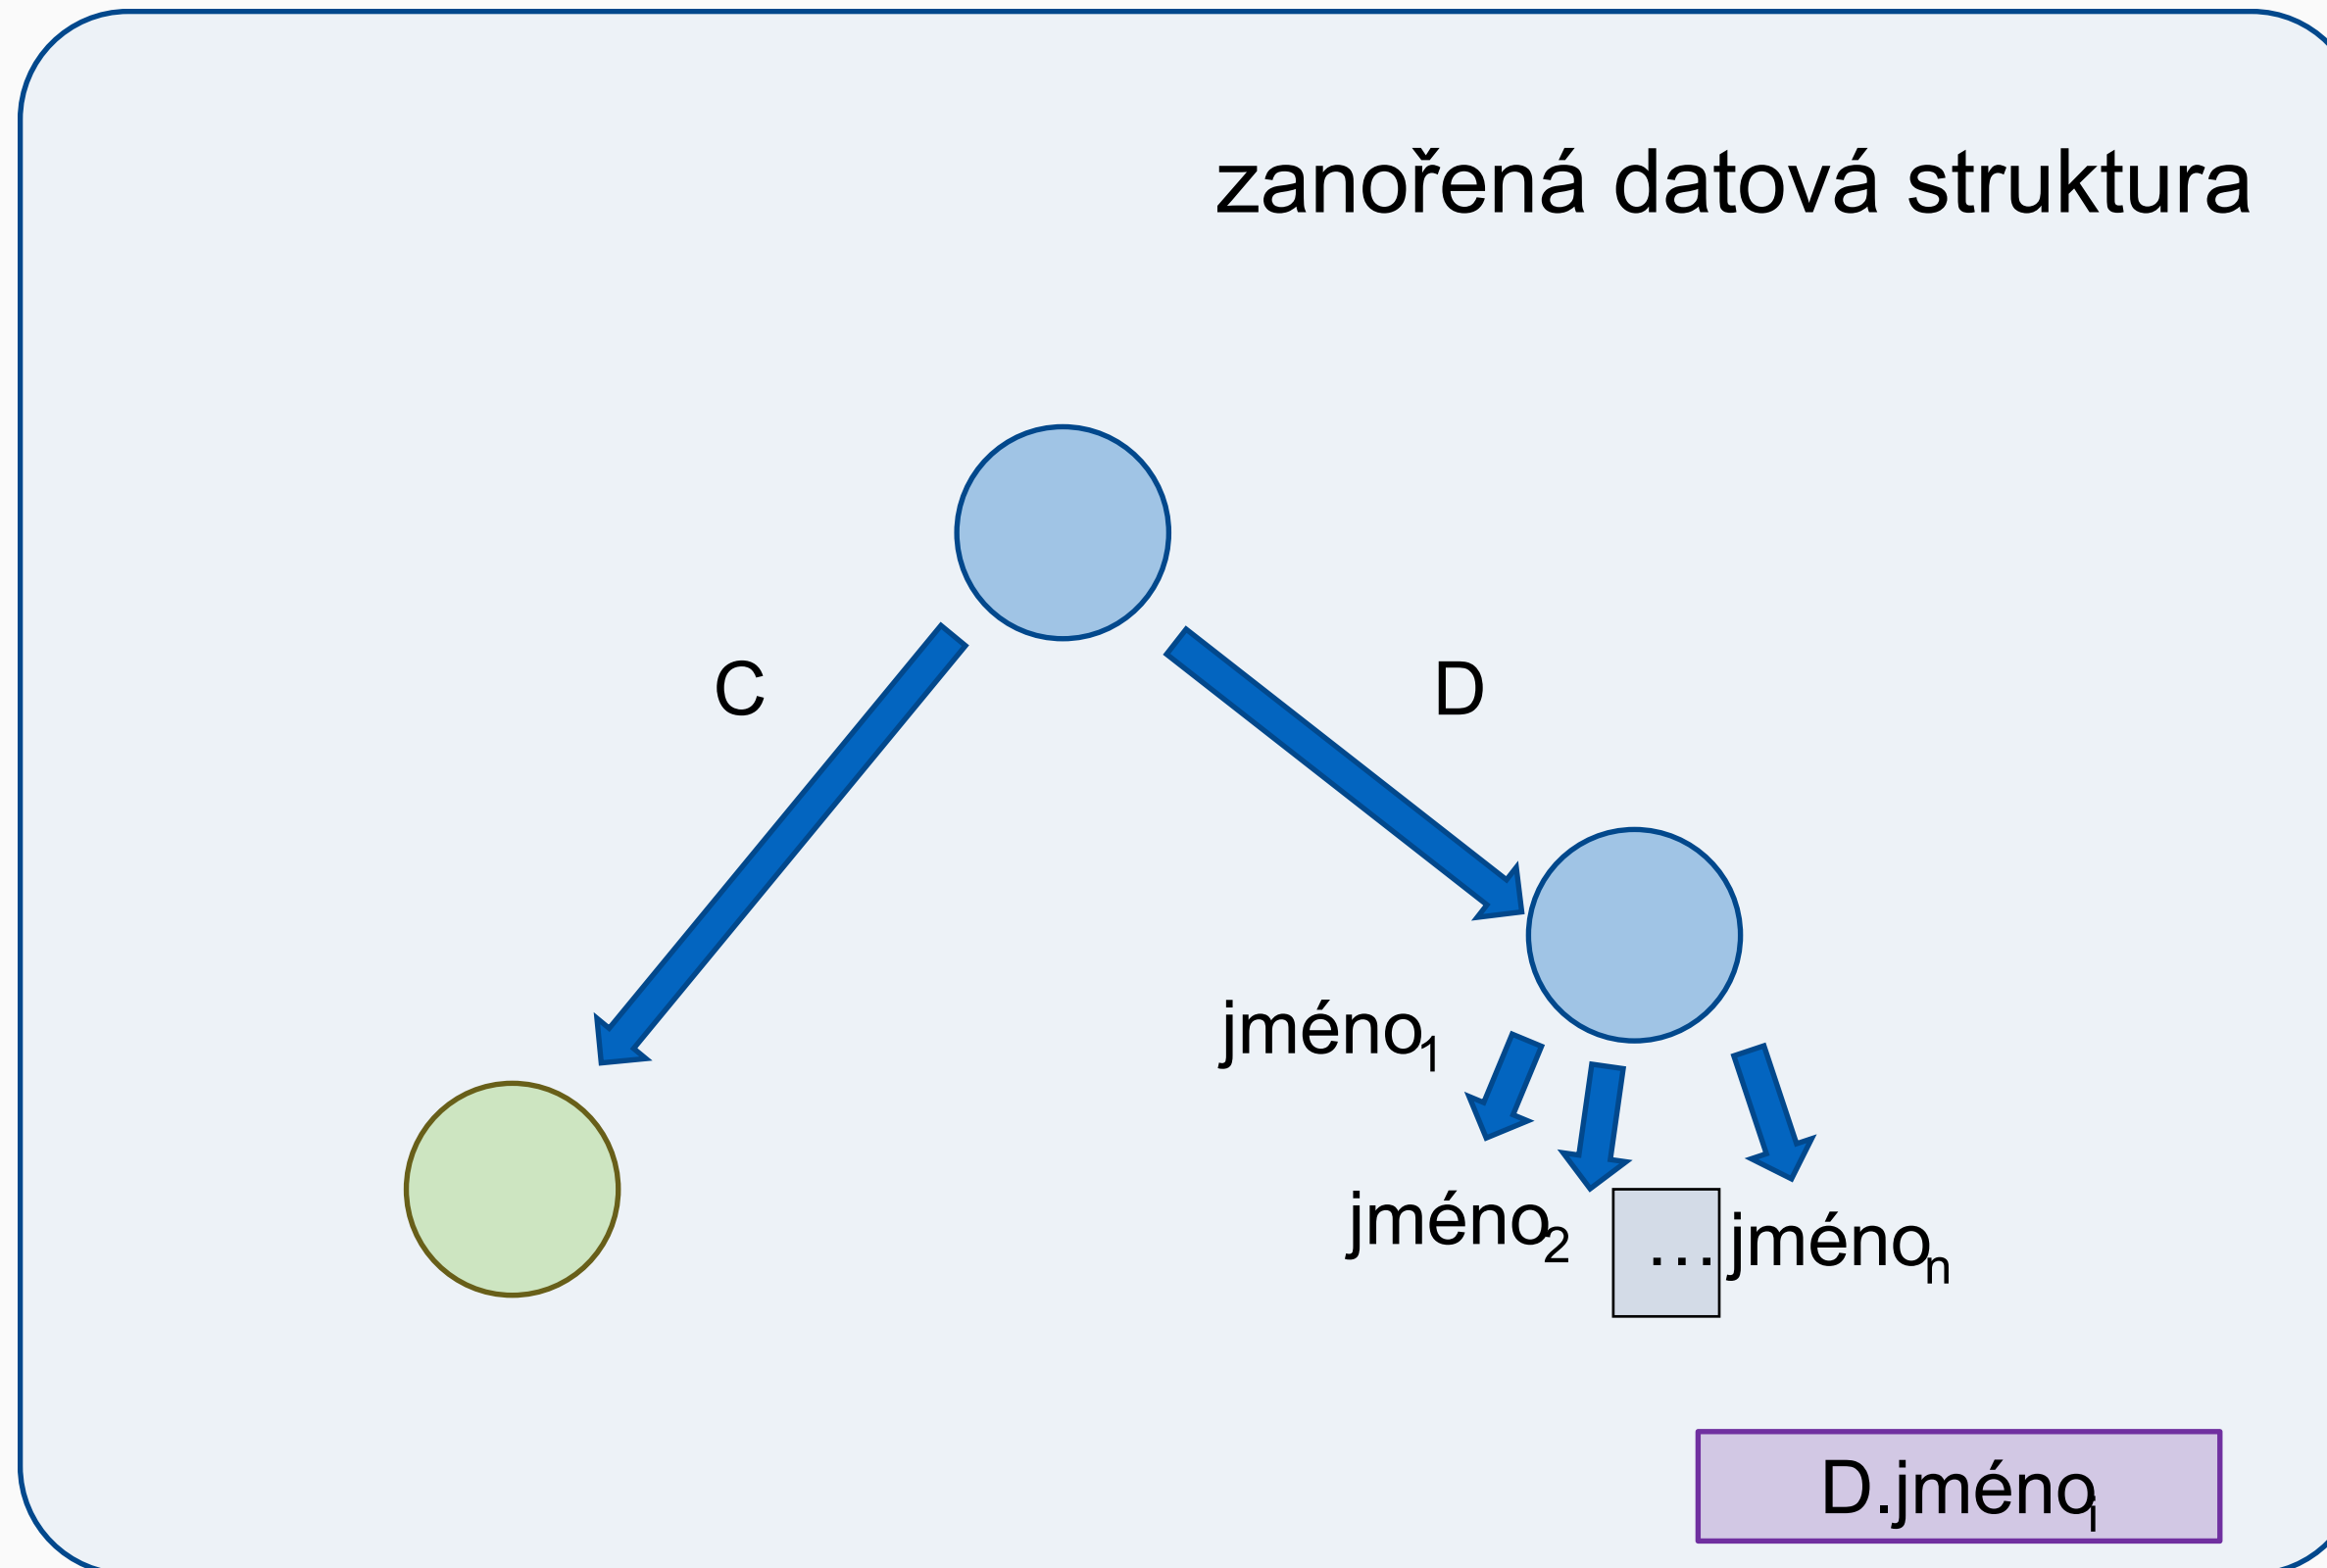 zanořená datová struktura
C
D
jméno₁
jméno₂
...
jménoₙ
D.jméno₁